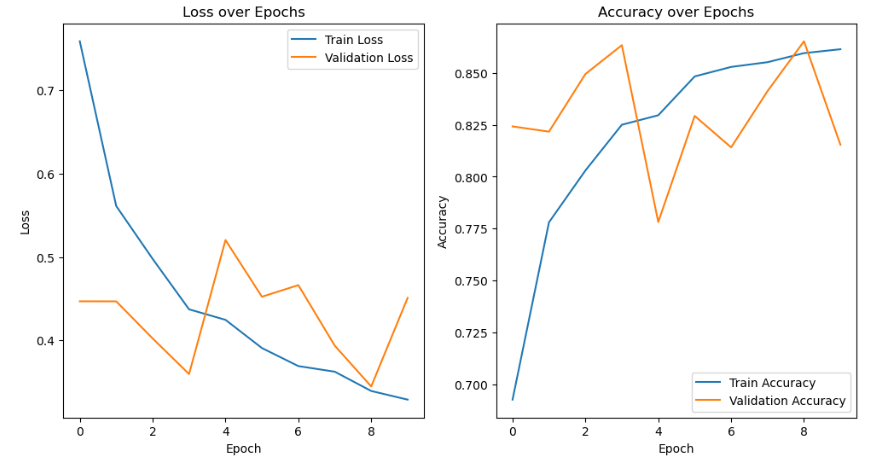 Loss over Epochs
Train Loss
Validation Loss
0.7
0.6
0.5
0.4
Loss
0 2 4 6 8
Epoch
Accuracy over Epochs
0.850
0.825
0.800
0.775
0.750
0.725
0.700
Accuracy
Train Accuracy
Validation Accuracy
0 2 4 6 8
Epoch